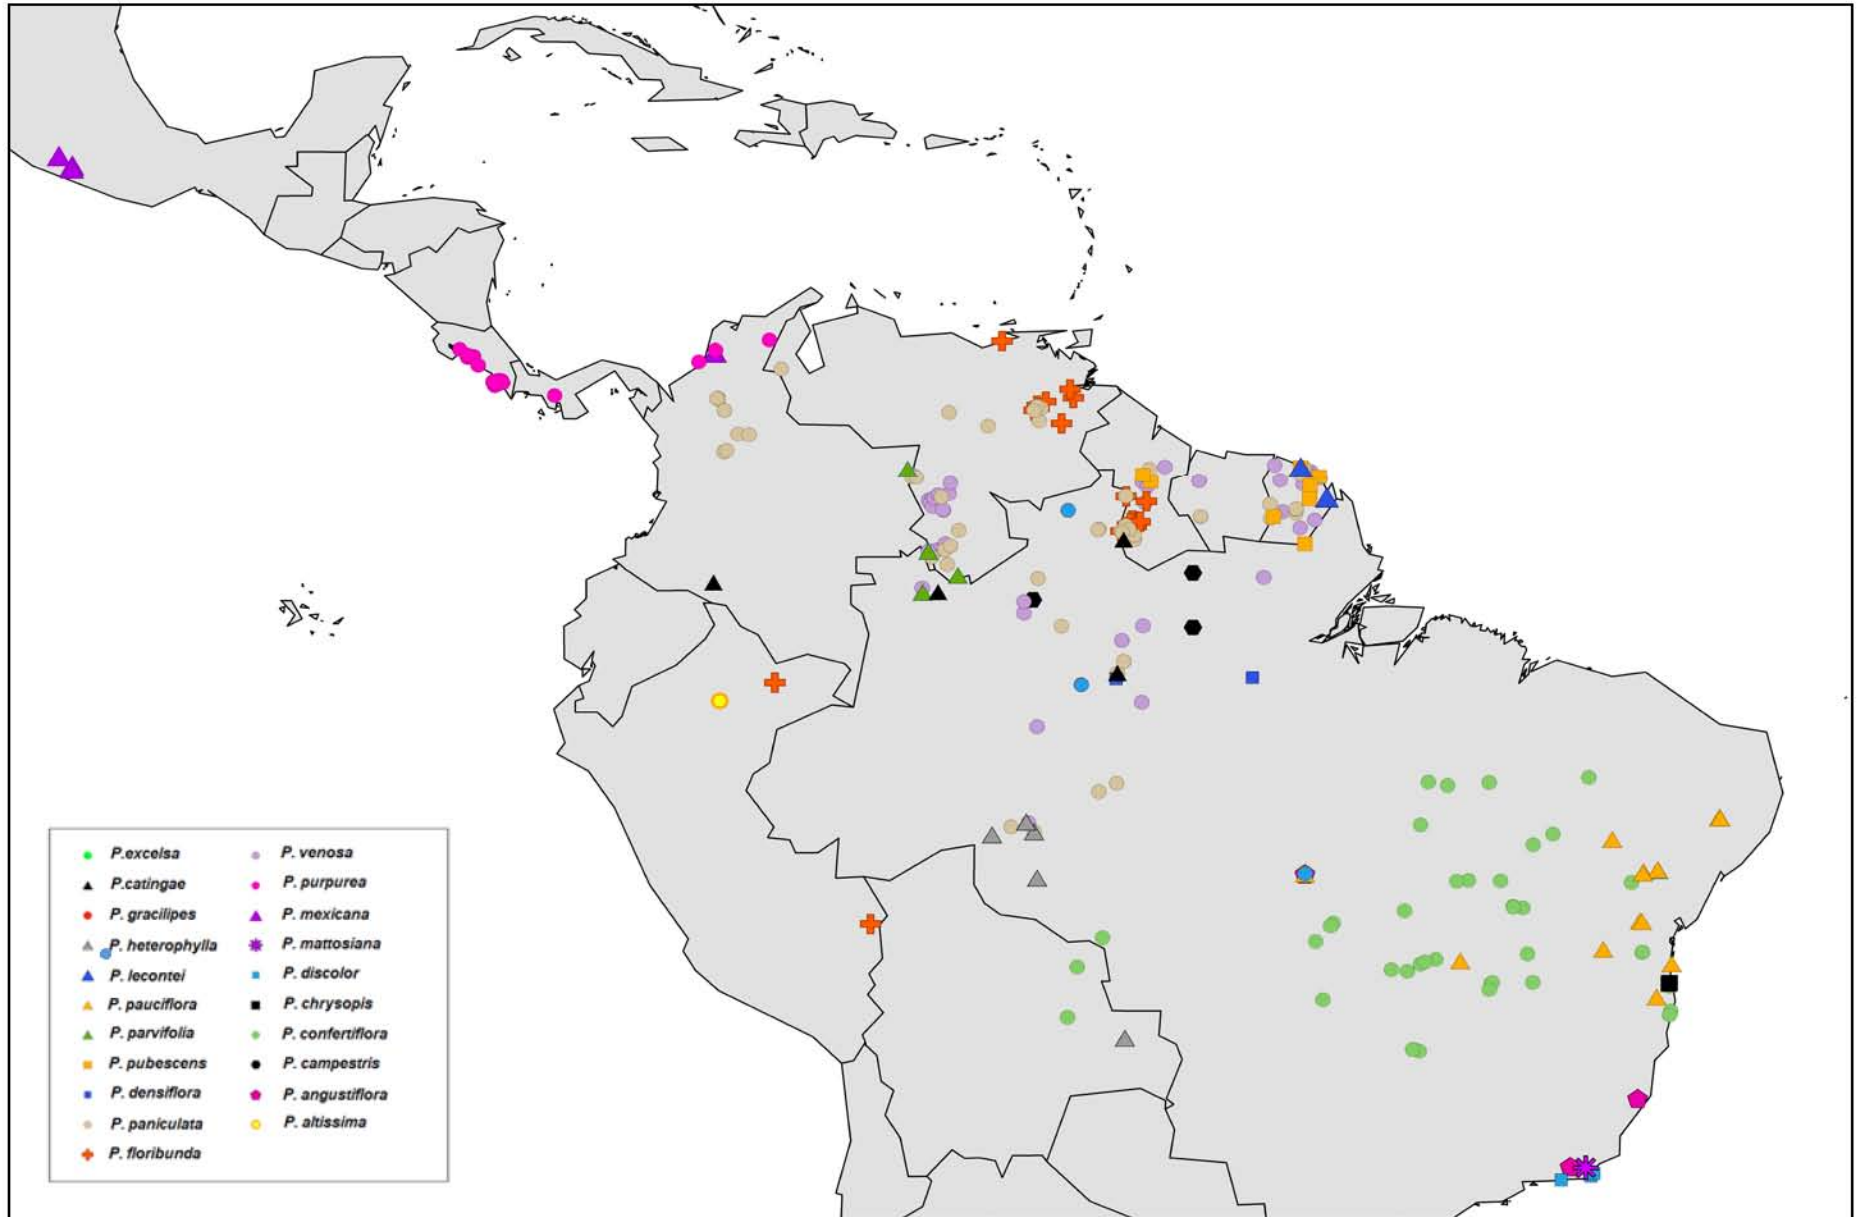 P.excelsa
P.catingae
P. gracilipes
P. heterophylla
P. lecontei
P. pauciflora
P. parvifolia
P. pubescens
P. densiflora
P. paniculata
P. floribunda
P. venosa
P. purpurea
P. mexicana
P. mattosiana
P. discolor
P. chrysopis
P. confertiflora
P. campestris
P. angustiflora
P. altissima